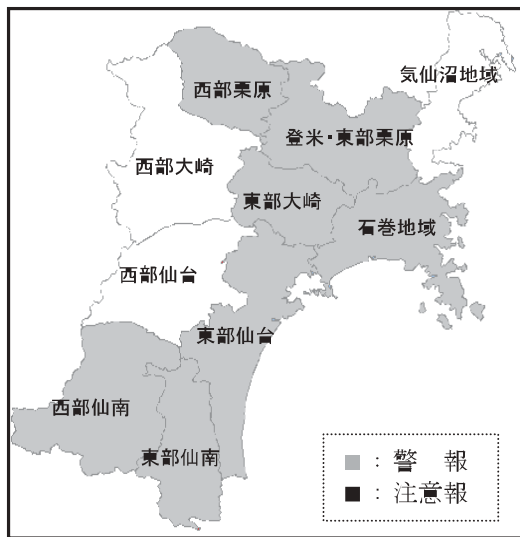 気仙沼地域
西部栗原
登米・東部栗原
西部大崎
東部大崎
石巻地域
西部仙台
東部仙台
西部仙南
東部仙南
■：警　報
■：注意報